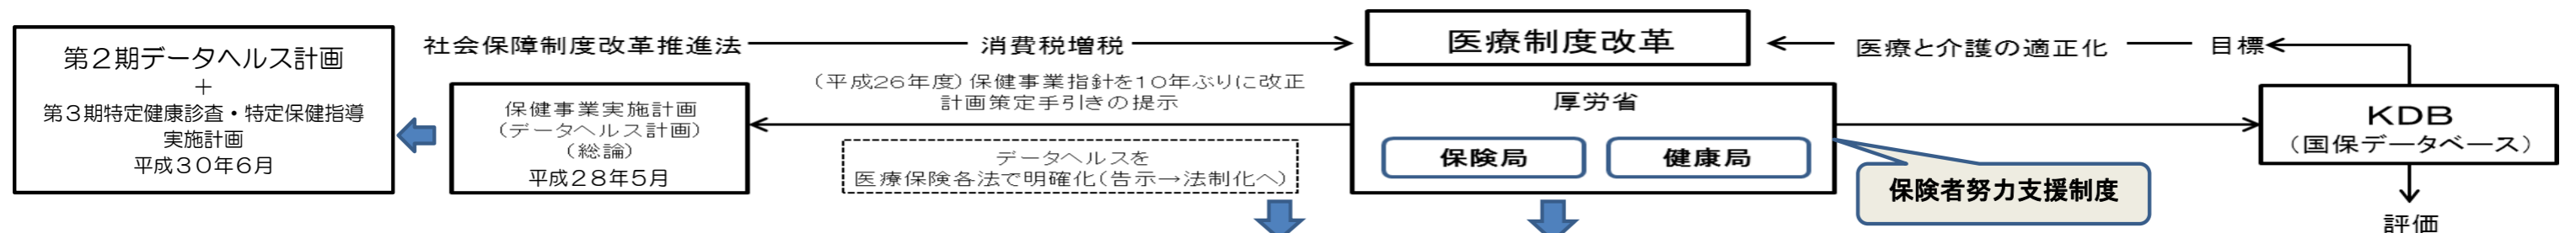 第２期データヘルス計画
＋
第３期特定健康診査・特定保健指導
実施計画
平成３０年６月
社会保障制度改革推進法
消費税増税
医療制度改革
医療と介護の適正化
目標
（平成26年度）保健事業指針を10年ぶりに改正
計画策定手引きの提示
保健事業実施計画
（データヘルス計画）
（総論）
平成２８年５月
データヘルスを
医療保険各法で明確化（告示→法制化へ）
厚労省
保険局
健康局
保険者努力支援制度
KDB
（国保データベース）
評価